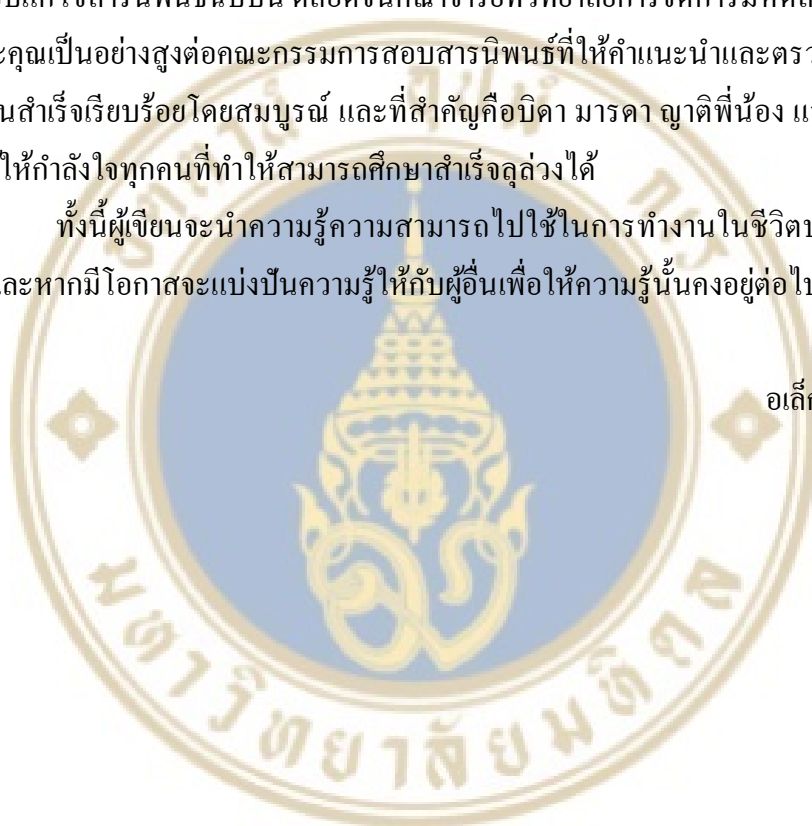 คุณเป็นอย่างสูงต่อคณะกรรมการสอบสารนิพนธ์ที่ให้คำแนะนำและตรว
สำเร็จเรียบร้อยโดยสมบูรณ์ และที่สำคัญคือบิดา มารดา ญาติพี่น้อง
ให้กำลังใจทุกคนที่ทำให้สามารถศึกษาสำเร็จลุล่วงได้
ทั้งนี้ผู้เขียนจะนำความรู้ความสามารถไปใช้ในการทำงานในชีวิต
และหากมีโอกาสจะแบ่งปันความรู้ให้กับผู้อื่นเพื่อให้ความรู้นั้นคงอยู่ต่อไป
มหาวิทยาลัยมหิดล